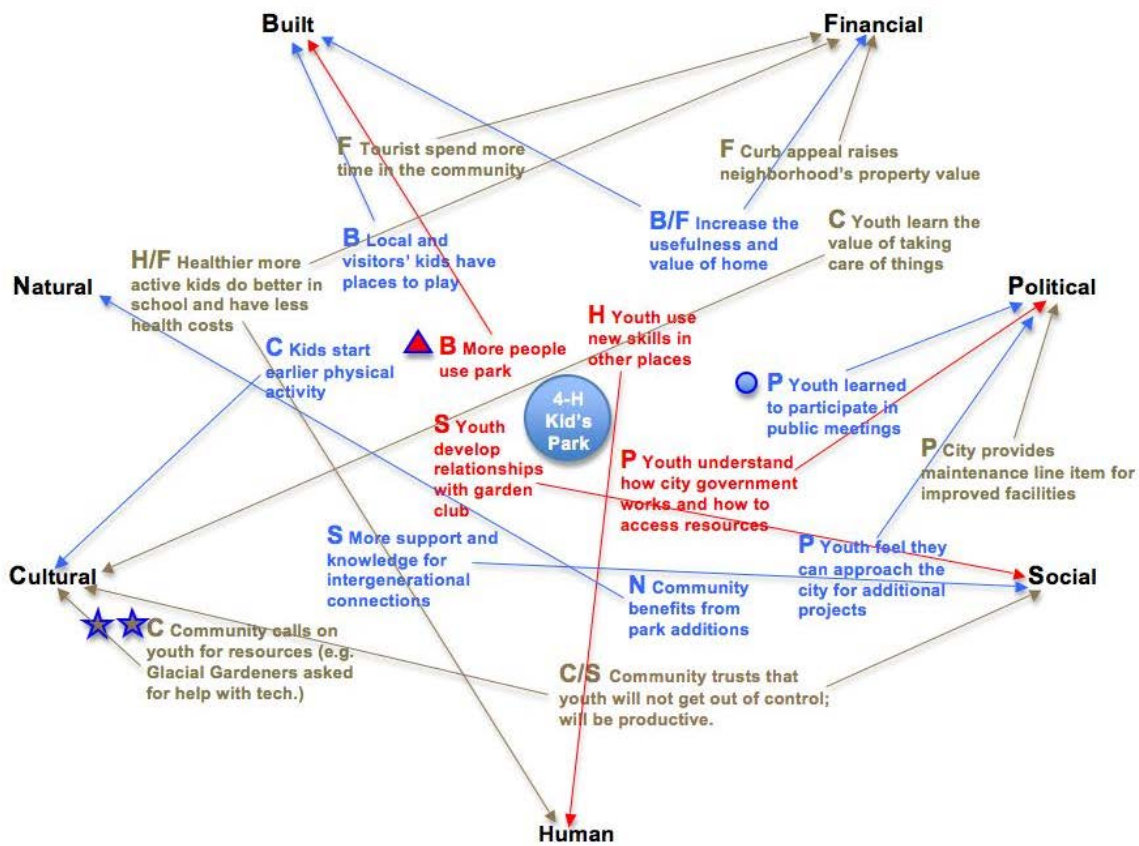 Built
Financial
F Tourist spend more
time in the community
F Curb appeal raises
neighborhood's property value
B Local and
visitors' kids have
places to play
B/F Increase the
usefulness and
value of home
C Youth learn the
value of taking
care of things
H/F Healthier more
active kids do better in
school and have less
health costs
Natural
Political
C Kids start
earlier physical
activity
B More people
use park
H Youth use
new skills in
other places
4-H
Kid's
Park
P Youth learned
to participate in
public meetings
S Youth
develop
relationships
with garden
club
P Youth understand
how city government
works and how to
access resources
P City provides
maintenance line item for
improved facilities
S More support and
knowledge for
intergenerational
connections
N Community
benefits from
park additions
P Youth feel they
can approach the
city for additional
projects
Cultural
Social
C Community calls on
youth for resources (e.g.
Glacial Gardeners asked
for help with tech.)
C/S Community trusts that
youth will not get out of control;
will be productive.
Human